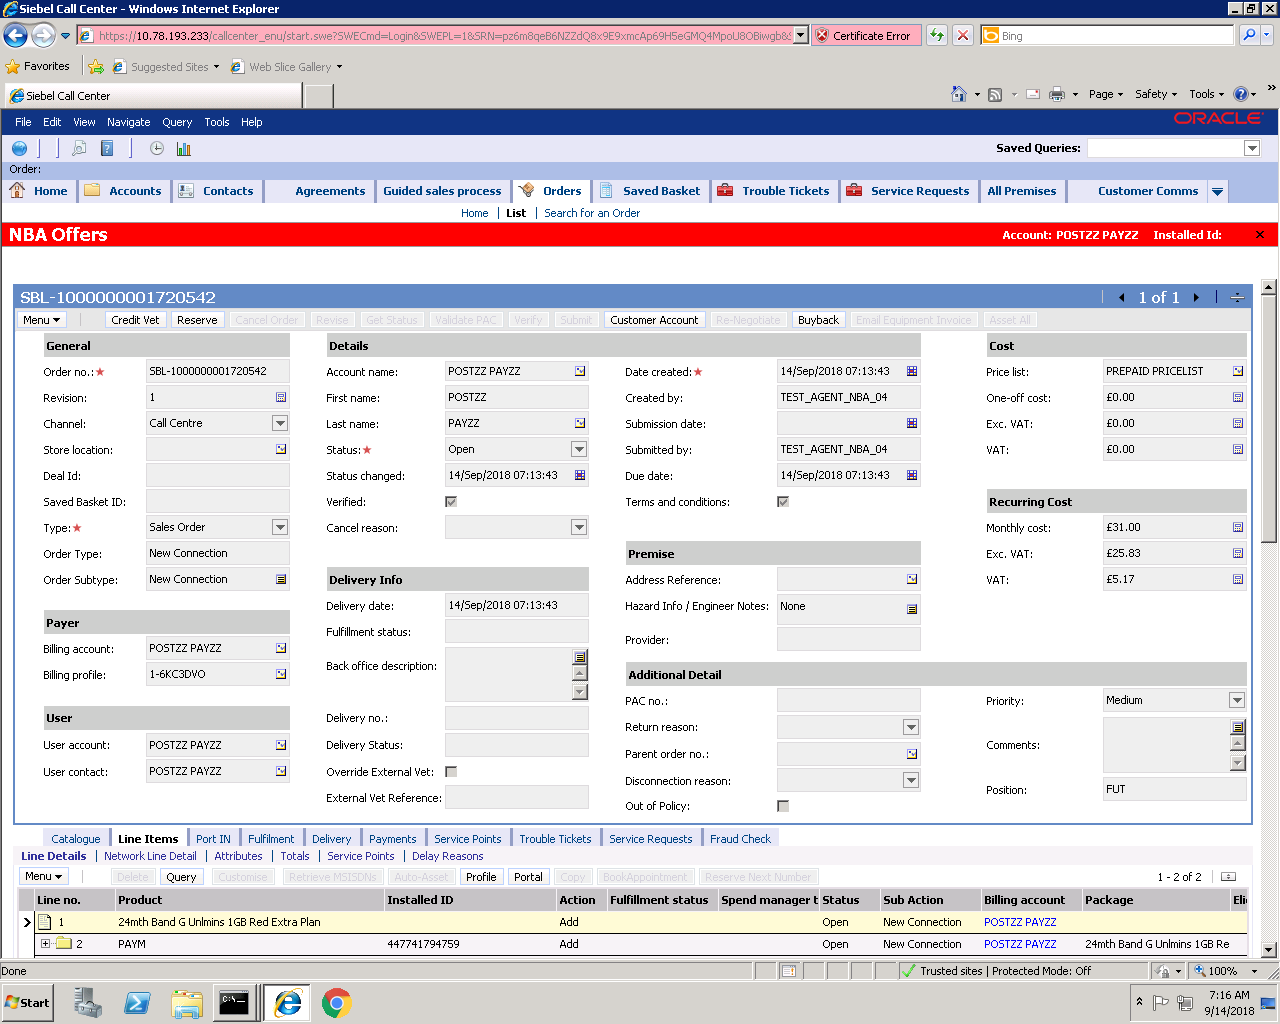 Siebel Call Center - Windows Internet Explorer
https://10.78.193.233/callcenter_enu/start.swe?SWECmd=Login&SWEPL=1&SRN=pz6m8qeB6NZZdQ8x9E9xmcAp69H5eGMQ4MpoU8OBiwgb&S Certificate Error Bing
Favorites Suggested Sites Web Slice Gallery
Siebel Call Center Page Safety Tools
File Edit View Navigate Query Tools Help ORACLE
Saved Queries:
Order:
Home Accounts Contacts Agreements Guided sales process Orders Saved Basket Trouble Tickets Service Requests All Premises Customer Comms
Home List Search for an Order
NBA Offers Account: POSTZZ PAYZZ Installed Id:
SBL-1000000001720542 1 of 1
Menu Credit Vet Reserve Cancel Order Revise Get Status Validate PAC Verify Submit Customer Account Re-Negotiate Buyback Email Equipment Invoice Asset All
General Details Cost
Order no.: SBL-1000000001720542 Account name: POSTZZ PAYZZ Date created: 14/Sep/2018 07:13:43 Price list: PREPAID PRICELIST
Revision: 1 First name: POSTZZ Created by: TEST_AGENT_NBA_04 One-off cost: £0.00
Channel: Call Centre Last name: PAYZZ Submission date: Exc. VAT: £0.00
Store location: Status: Open Submitted by: TEST_AGENT_NBA_04 VAT: £0.00
Deal Id: Status changed: 14/Sep/2018 07:13:43 Due date: 14/Sep/2018 07:13:43
Saved Basket ID: Verified: Terms and conditions: Recurring Cost
Type: Sales Order Cancel reason: Monthly cost: £31.00
Order Type: New Connection Premise Exc. VAT: £25.83
Order Subtype: New Connection Delivery Info Address Reference: VAT: £5.17
Delivery date: 14/Sep/2018 07:13:43 Hazard Info / Engineer Notes: None
Payer Fulfillment status: Provider:
Billing account: POSTZZ PAYZZ Back office description:
Billing profile: 1-6KC3DVO Additional Detail
PAC no.: Priority: Medium
User Delivery no.: Return reason:
User account: POSTZZ PAYZZ Delivery Status: Parent order no.: Comments:
User contact: POSTZZ PAYZZ Override External Vet: Disconnection reason:
External Vet Reference: Out of Policy: Position: FUT
Catalogue Line Items Port IN Fulfilment Delivery Payments Service Points Trouble Tickets Service Requests Fraud Check
Line Details Network Line Detail Attributes Totals Service Points Delay Reasons
Menu Delete Query Customise Retrieve MSISDNs Auto-Asset Profile Portal Copy BookAppointment Reserve Next Number 1 - 2 of 2
Line no. Product Installed ID Action Fulfillment status Spend manager t Status Sub Action Billing account Package Eli
1 24mth Band G Unlmins 1GB Red Extra Plan Add Open New Connection POSTZZ PAYZZ
2 PAYM 447741794759 Add Open New Connection POSTZZ PAYZZ 24mth Band G Unlmins 1GB Re
Done Trusted sites | Protected Mode: Off 100%
Start 7:16 AM
9/14/2018